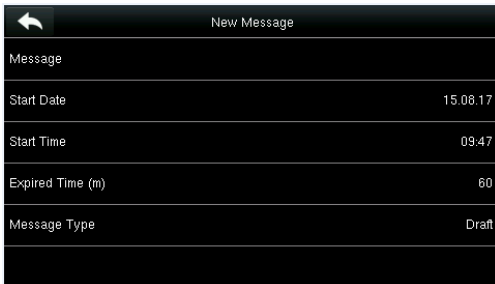 New Message
Message
Start Date 15.08.17
Start Time 09:47
Expired Time (m) 60
Message Type Draft